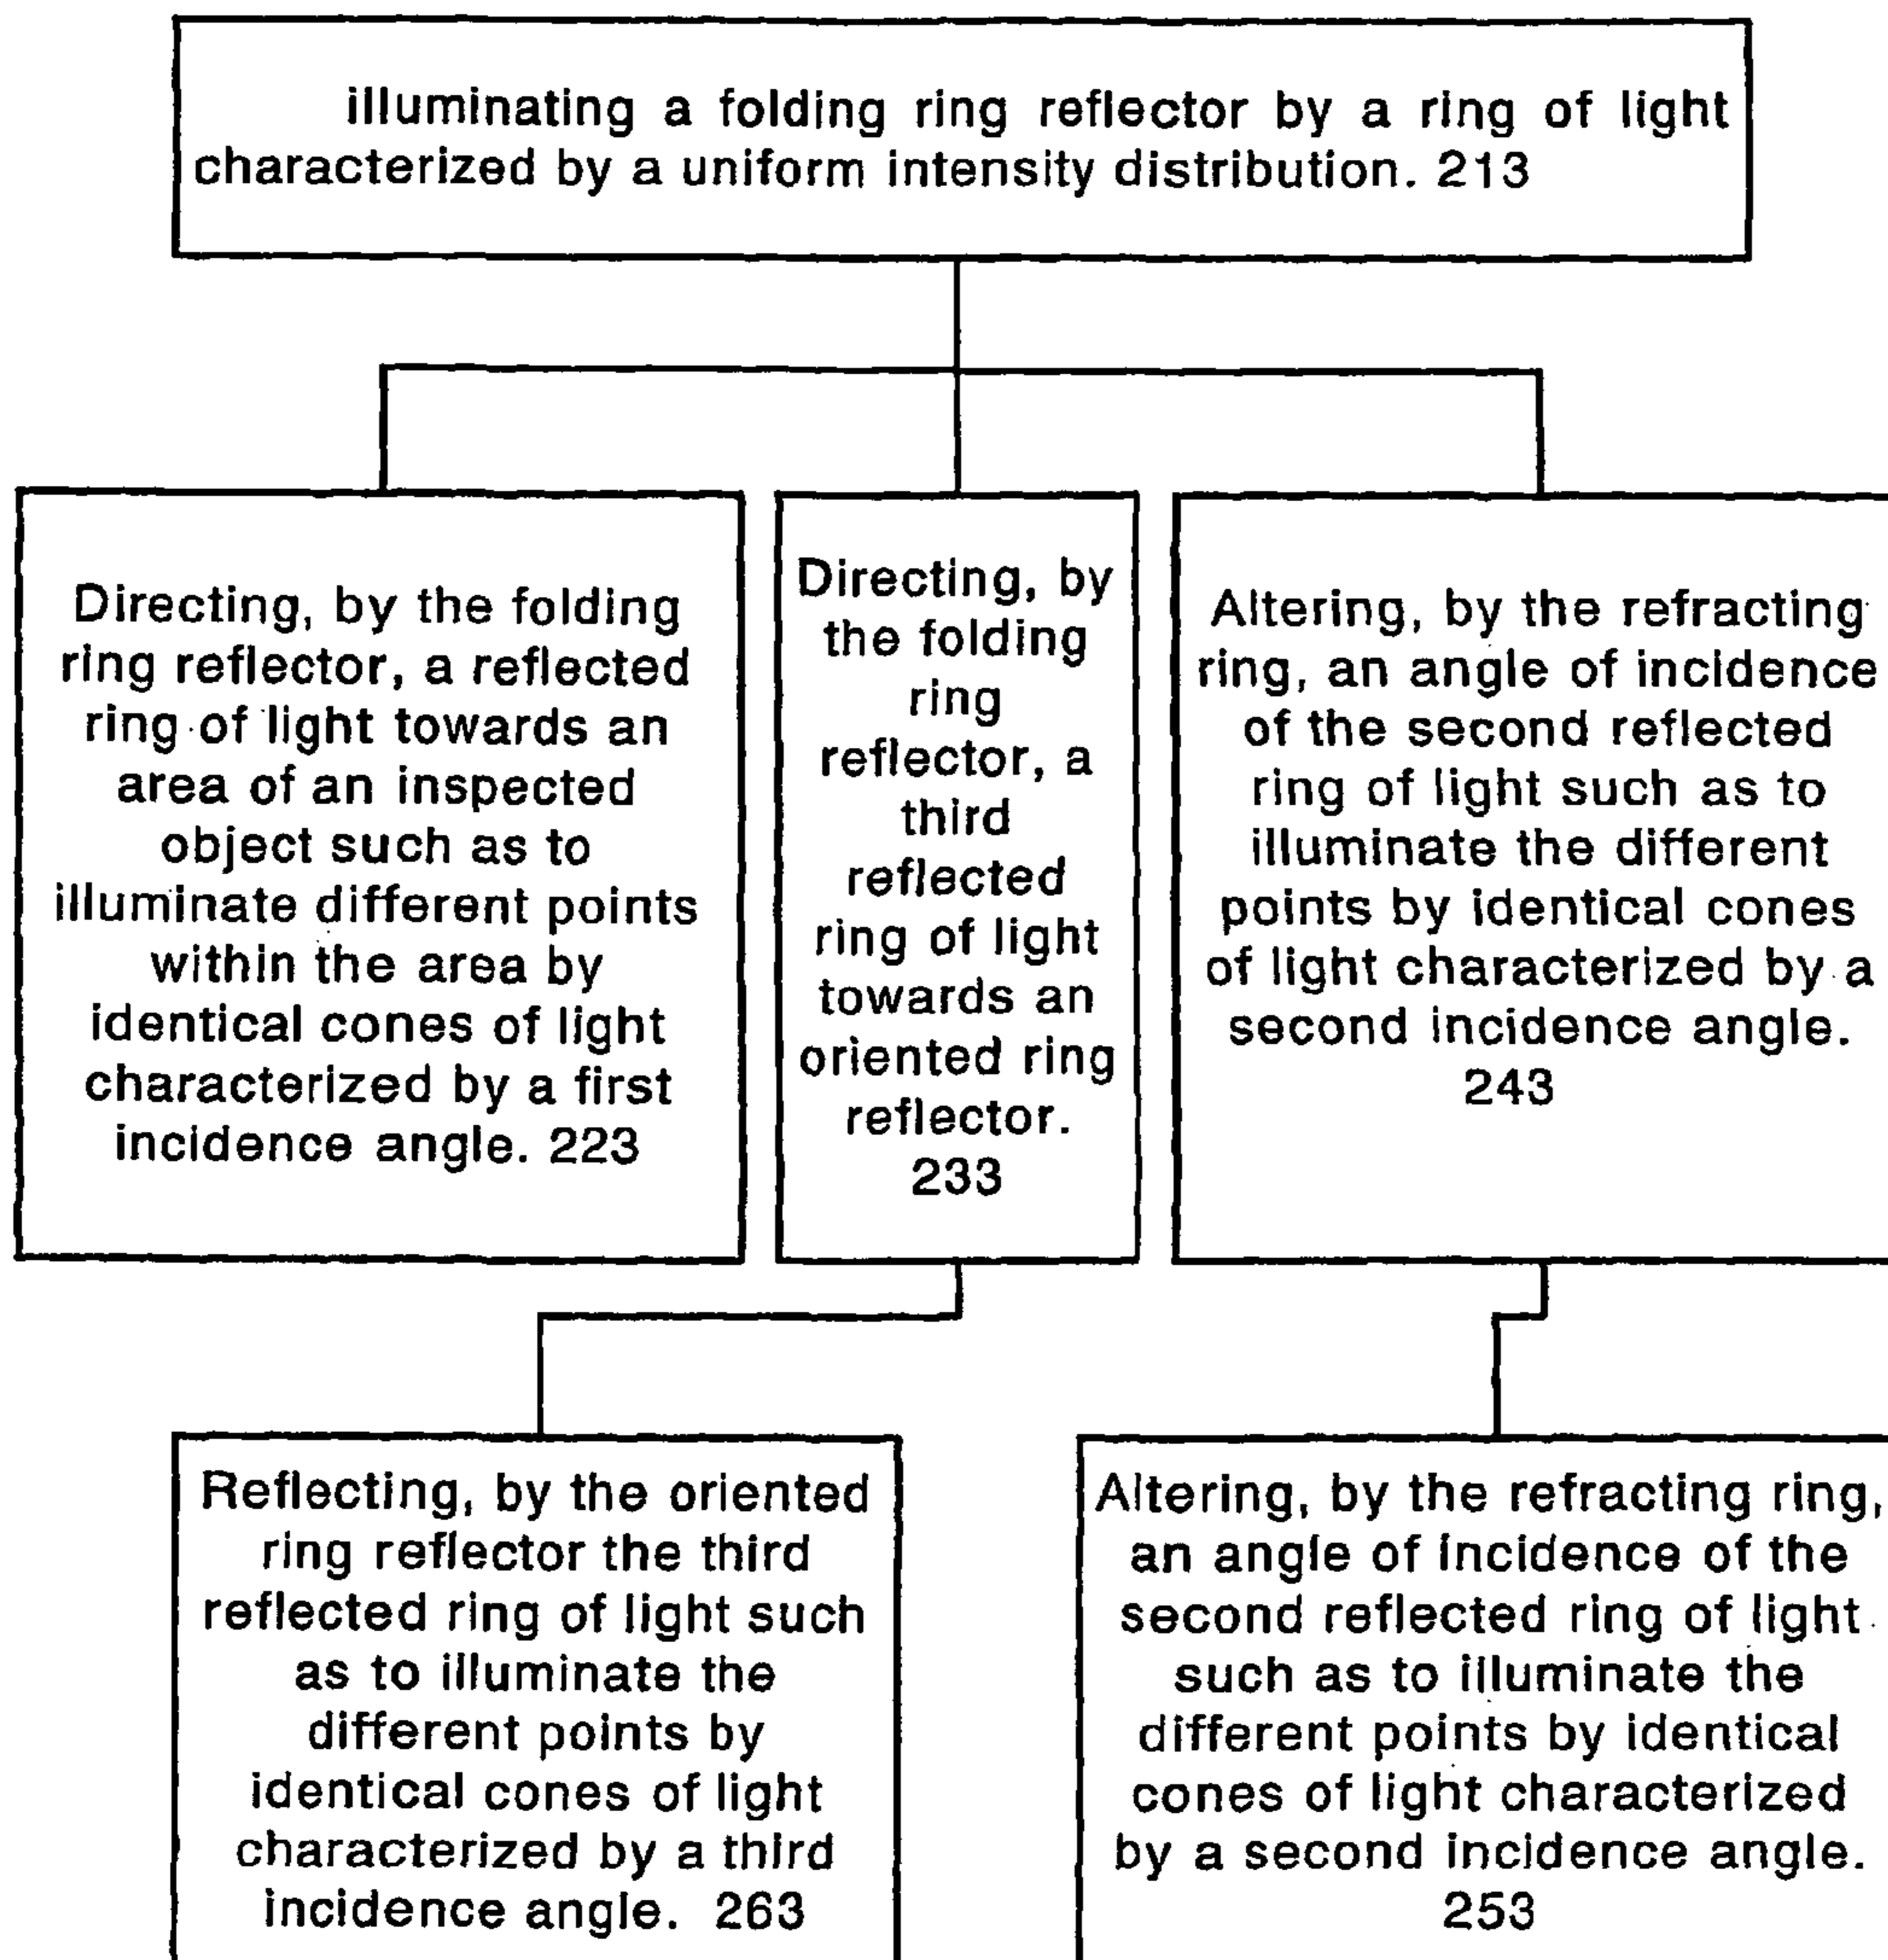 illuminating a folding ring reflector by a ring of light
characterized by a uniform intensity distribution. 213
Directing, by the folding
ring reflector, a reflected
ring of light towards an
area of an inspected
object such as to
illuminate different points
within the area by
identical cones of light
characterized by a first
incidence angle. 223
Directing, by
the folding
ring
reflector, a
third
reflected
ring of light
towards an
oriented ring
reflector.
233
Altering, by the refracting
ring, an angle of incidence
of the second reflected
ring of light such as to
illuminate the different
points by identical cones
of light characterized by a
second incidence angle.
243
Reflecting, by the oriented
ring reflector the third
reflected ring of light such
as to illuminate the
different points by
identical cones of light
characterized by a third
incidence angle. 263
Altering, by the refracting ring,
an angle of incidence of the
second reflected ring of light
such as to illuminate the
different points by identical
cones of light characterized
by a second incidence angle.
253